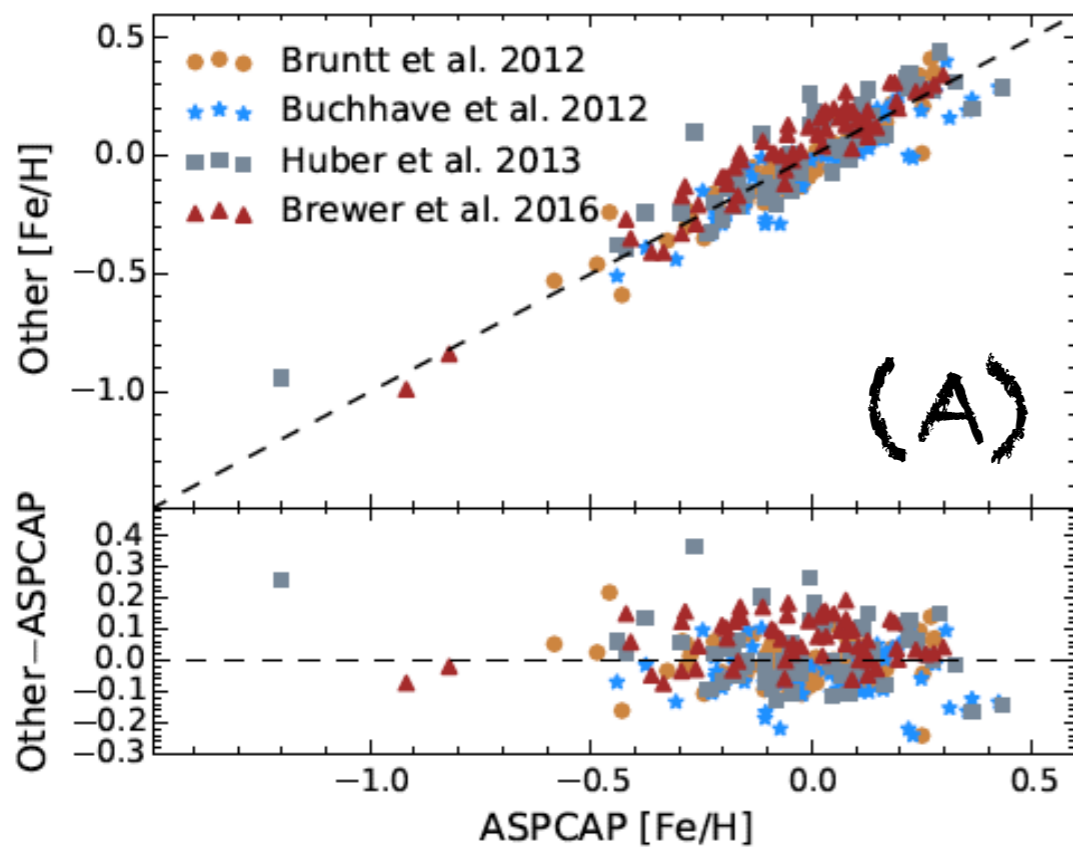 0.5
0.0
−0.5
−1.0
Other [Fe/H]
Bruntt et al. 2012
Buchhave et al. 2012
Huber et al. 2013
Brewer et al. 2016
(A)
0.4
0.3
0.2
0.1
0.0
−0.1
−0.2
−0.3
Other−ASPCAP
−1.0 −0.5 0.0 0.5
ASPCAP [Fe/H]